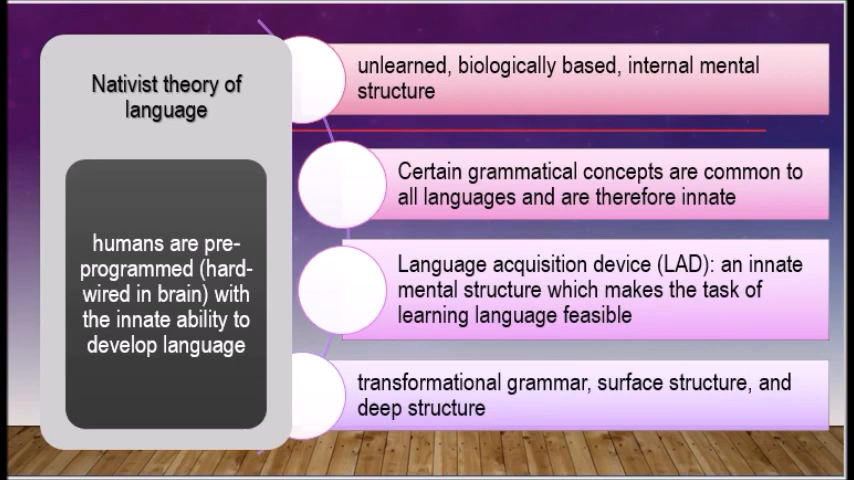 Nativist theory of
language
humans are pre-
programmed (hard-
wired in brain) with
the innate ability to
develop language
unlearned, biologically based, internal mental
structure
Certain grammatical concepts are common to
all languages and are therefore innate
Language acquisition device (LAD): an innate
mental structure which makes the task of
learning language feasible
transformational grammar, surface structure, and
deep structure